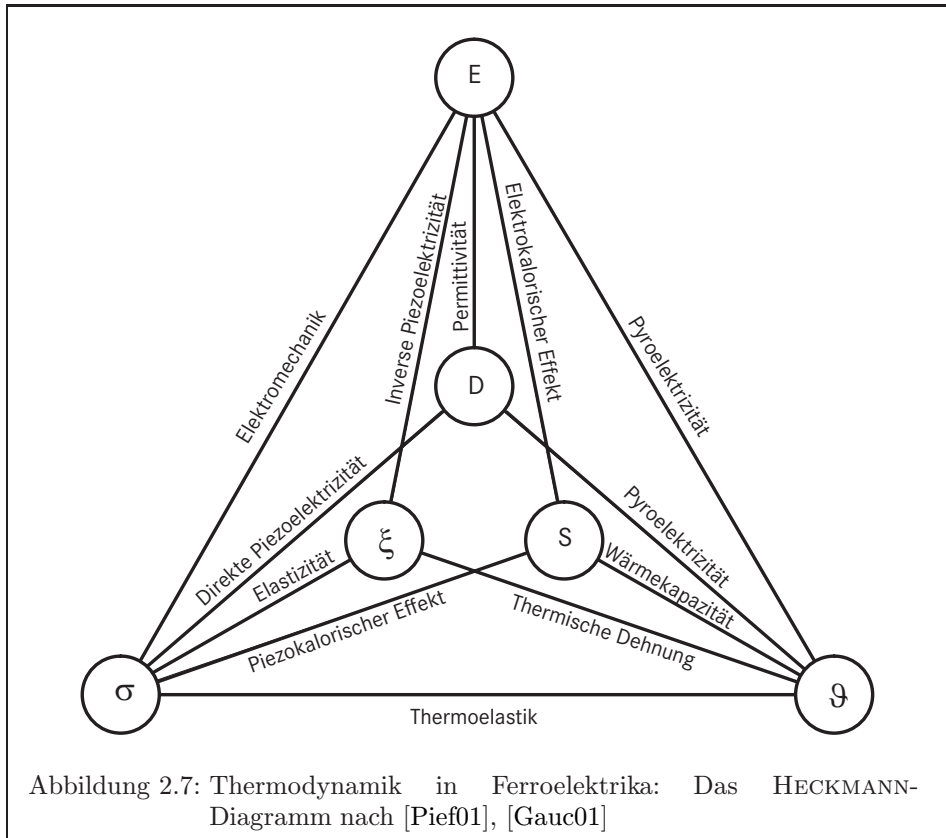 E
Elektromechanik
Inverse Piezoelektrizität
Permittivität
Elektrokalorischer Effekt
Pyroelektrizität
D
Direkte Piezoelektrizität
Elastizität
ξ
S
Pyroelektrizität
Wärmekapazität
Piezokalorischer Effekt
Thermische Dehnung
σ
ϑ
Thermoelastik
Abbildung 2.7: Thermodynamik in Ferroelektrika: Das HECKMANN-
Diagramm nach [Pief01], [Gauc01]